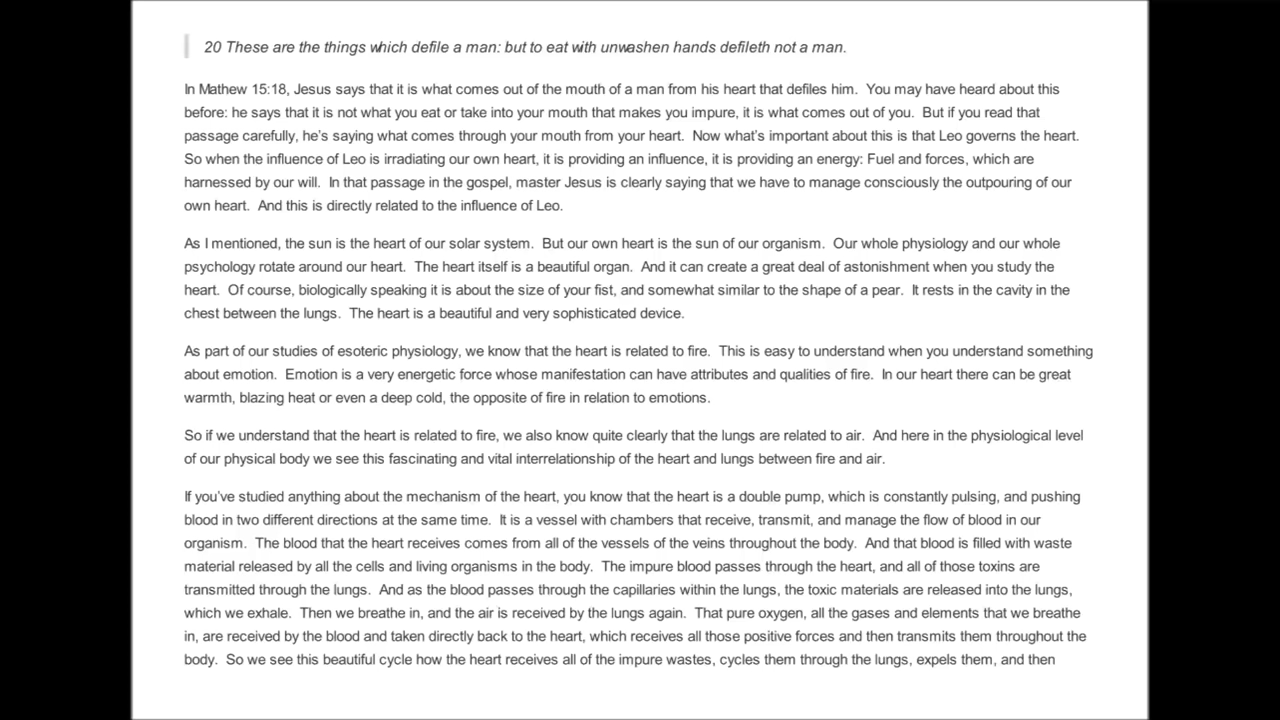 20 These are the things which defile a man: but to eat with unwashen hands defileth not a man.
In Mathew 15:18, Jesus says that it is what comes out of the mouth of a man from his heart that defiles him.  You may have heard about this
before: he says that it is not what you eat or take into your mouth that makes you impure, it is what comes out of you.  But if you read that
passage carefully, he's saying what comes through your mouth from your heart.  Now what's important about this is that Leo governs the heart.
So when the influence of Leo is irradiating our own heart, it is providing an influence, it is providing an energy: Fuel and forces, which are
harnessed by our will.  In that passage in the gospel, master Jesus is clearly saying that we have to manage consciously the outpouring of our
own heart.  And this is directly related to the influence of Leo.
As I mentioned, the sun is the heart of our solar system.  But our own heart is the sun of our organism.  Our whole physiology and our whole
psychology rotate around our heart.  The heart itself is a beautiful organ.  And it can create a great deal of astonishment when you study the
heart.  Of course, biologically speaking it is about the size of your fist, and somewhat similar to the shape of a pear.  It rests in the cavity in the
chest between the lungs.  The heart is a beautiful and very sophisticated device.
As part of our studies of esoteric physiology, we know that the heart is related to fire.  This is easy to understand when you understand something
about emotion.  Emotion is a very energetic force whose manifestation can have attributes and qualities of fire.  In our heart there can be great
warmth, blazing heat or even a deep cold, the opposite of fire in relation to emotions.
So if we understand that the heart is related to fire, we also know quite clearly that the lungs are related to air.  And here in the physiological level
of our physical body we see this fascinating and vital interrelationship of the heart and lungs between fire and air.
If you've studied anything about the mechanism of the heart, you know that the heart is a double pump, which is constantly pulsing, and pushing
blood in two different directions at the same time.  It is a vessel with chambers that receive, transmit, and manage the flow of blood in our
organism.  The blood that the heart receives comes from all of the vessels of the veins throughout the body.  And that blood is filled with waste
material released by all the cells and living organisms in the body.  The impure blood passes through the heart, and all of those toxins are
transmitted through the lungs.  And as the blood passes through the capillaries within the lungs, the toxic materials are released into the lungs,
which we exhale.  Then we breathe in, and the air is received by the lungs again.  That pure oxygen, all the gases and elements that we breathe
in, are received by the blood and taken directly back to the heart, which receives all those positive forces and then transmits them throughout the
body.  So we see this beautiful cycle how the heart receives all of the impure wastes, cycles them through the lungs, expels them, and then